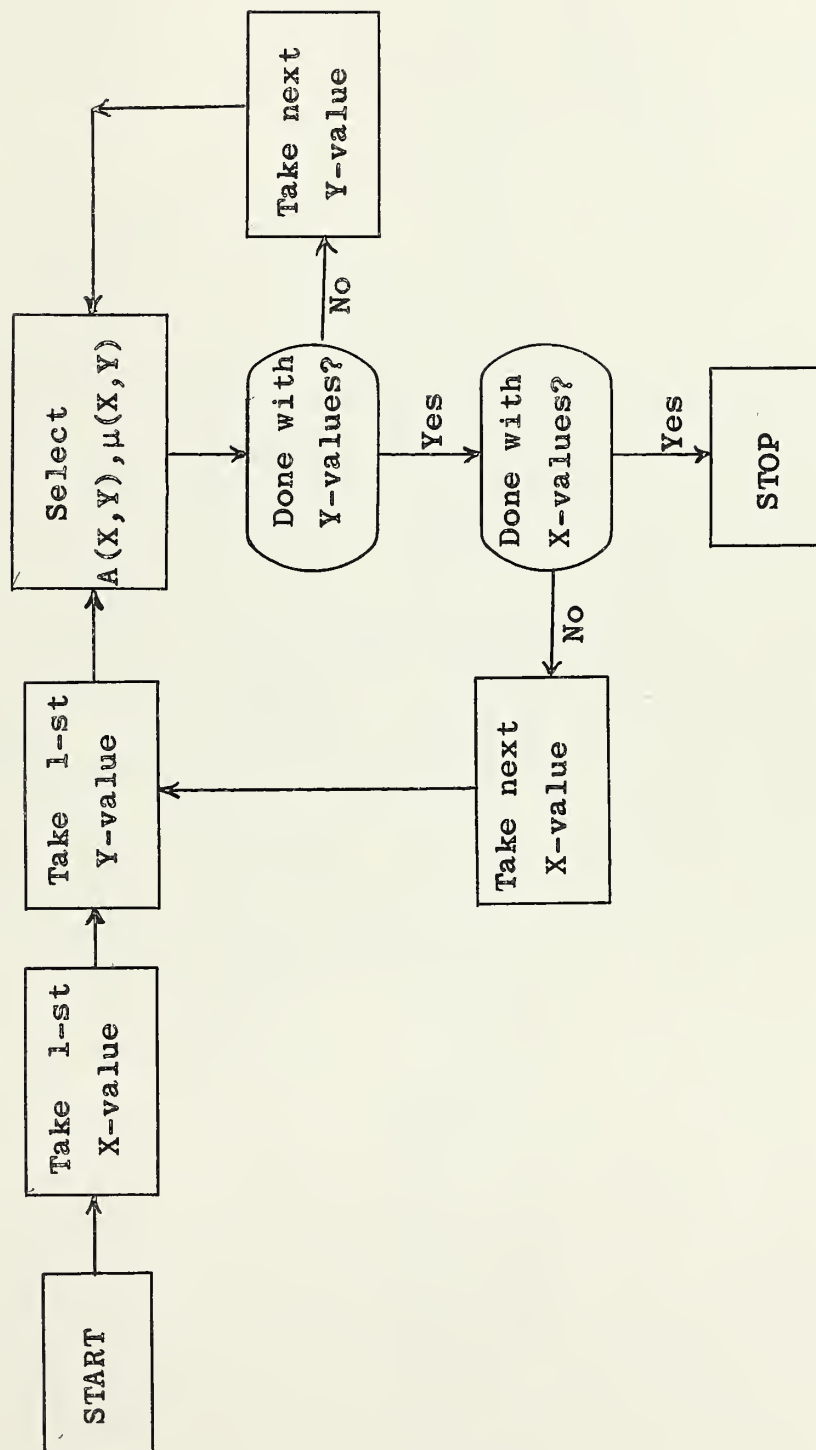 START
Take 1-st
X-value
Take 1-st
Y-value
Select
A(X,Y),μ(X,Y)
Done with
Y-values?
No
Take next
Y-value
Yes
Done with
X-values?
No
Take next
X-value
Yes
STOP